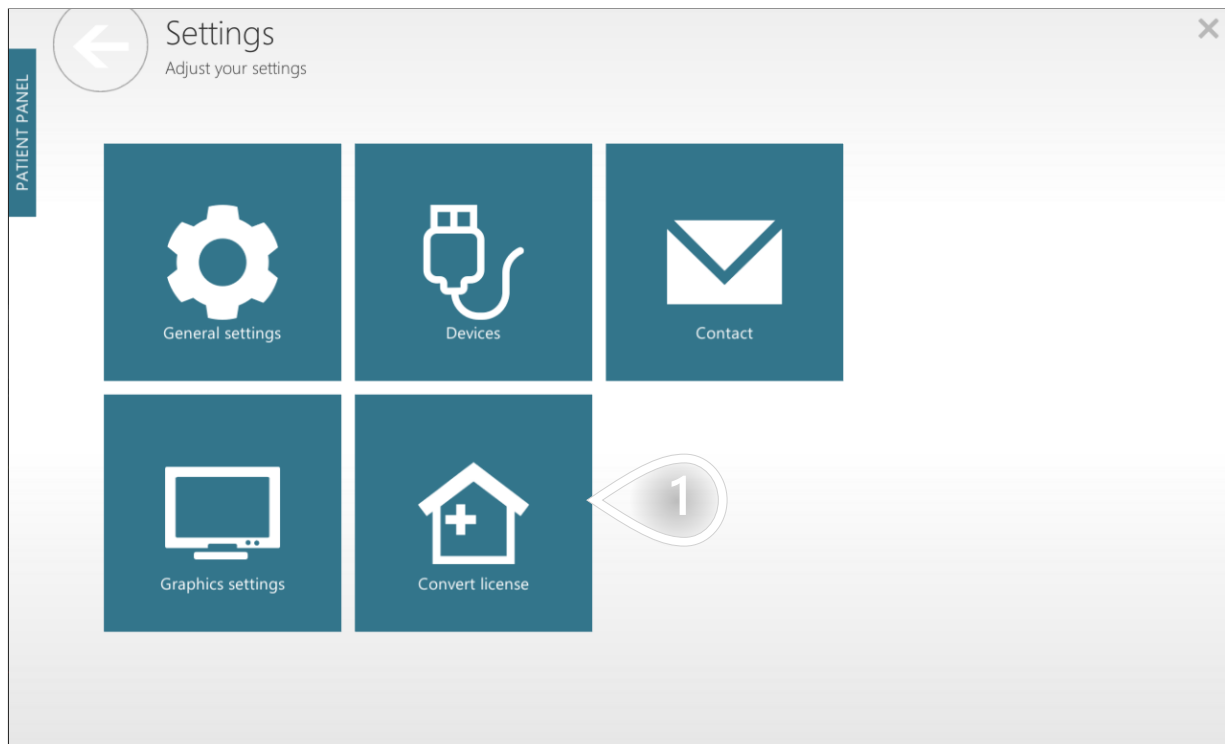 Settings
Adjust your settings
PATIENT PANEL
General settings
Devices
Contact
1
Graphics settings
Convert license